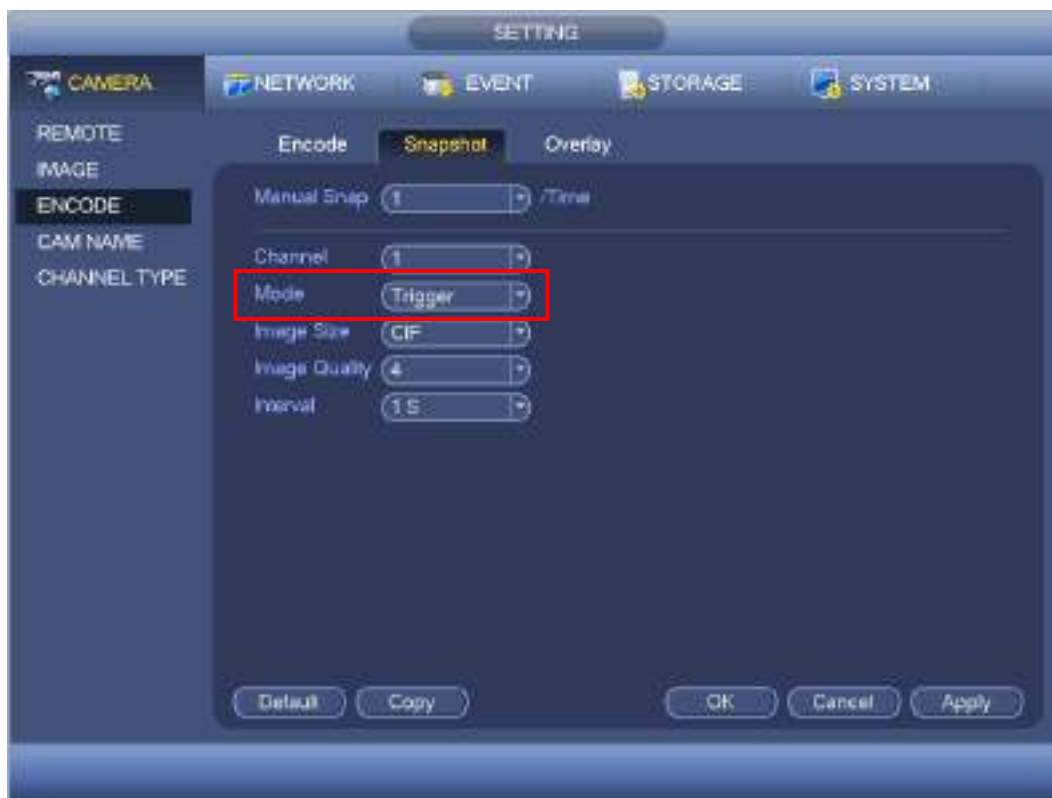 SETTING
CAMERA NETWORK EVENT STORAGE SYSTEM
REMOTE
IMAGE
ENCODE
CAM NAME
CHANNEL TYPE
Encode Snapshot Overlay
Manual Snap 1 /Time
Channel 1
Mode Trigger
Image Size CIF
Image Quality 4
Interval 1 S
Default Copy OK Cancel Apply